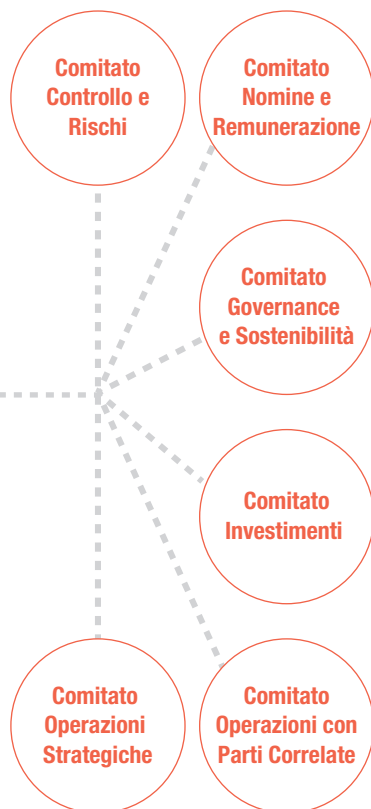 Comitato
Controllo e
Rischi
Comitato
Nomine e
Remunerazione
Comitato
Governance
e Sostenibilità
Comitato
Investimenti
Comitato
Operazioni
Strategiche
Comitato
Operazioni con
Parti Correlate